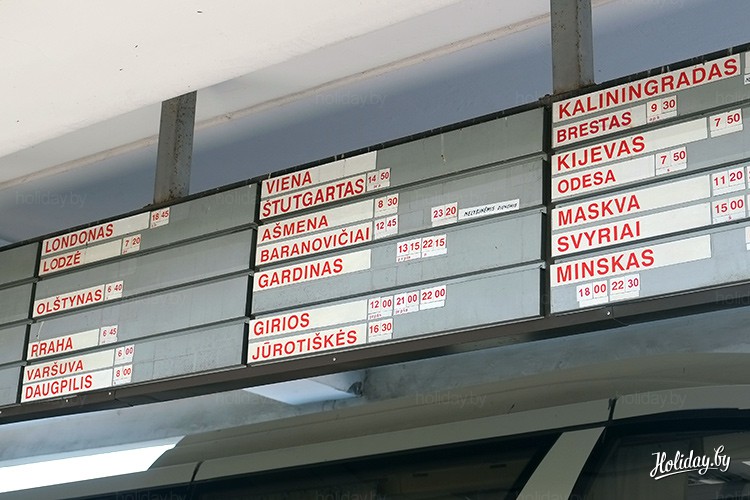 LONDONAS 18 45
LODZĖ 7 20
OLŠTYNAS 6 40
RRAHA 6 45
VARŠUVA 6 00
DAUGPILIS 8 00
VIENA
ŠTUTGARTAS 14 50
AŠMENA 8 30
BARANOVIČIAI 12 45 23 20
GARDINAS 13 15 22 15
GIRIOS 12 00 21 00 22 00
JŪROTIŠKĖS 16 30
KALININGRADAS
BRESTAS 9 30
KIJEVAS 7 50
ODESA 7 50
MASKVA 11 20
SVYRIAI 15 00
MINSKAS
18 00 22 30
Holiday.by